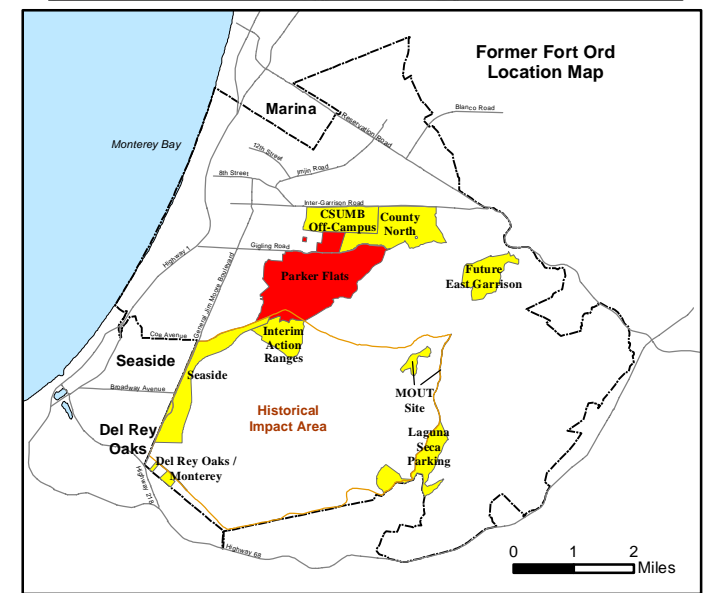 Former Fort Ord
Location Map
Marina
Blanco Road
Reservation Road
Monterey Bay
12th Street
Imjin Road
8th Street
Inter-Garrison Road
CSUMB
Off-Campus
County
North
Gigling Road
Highway 1
General Jim Moore Boulevard
Parker Flats
Future
East Garrison
Coe Avenue
Interim
Action
Ranges
Seaside
Seaside
Broadway Avenue
MOUT
Site
Historical
Impact Area
Del Rey
Oaks
Laguna
Seca
Parking
Del Rey Oaks /
Monterey
Highway 218
Highway 68
0 1 2
Miles